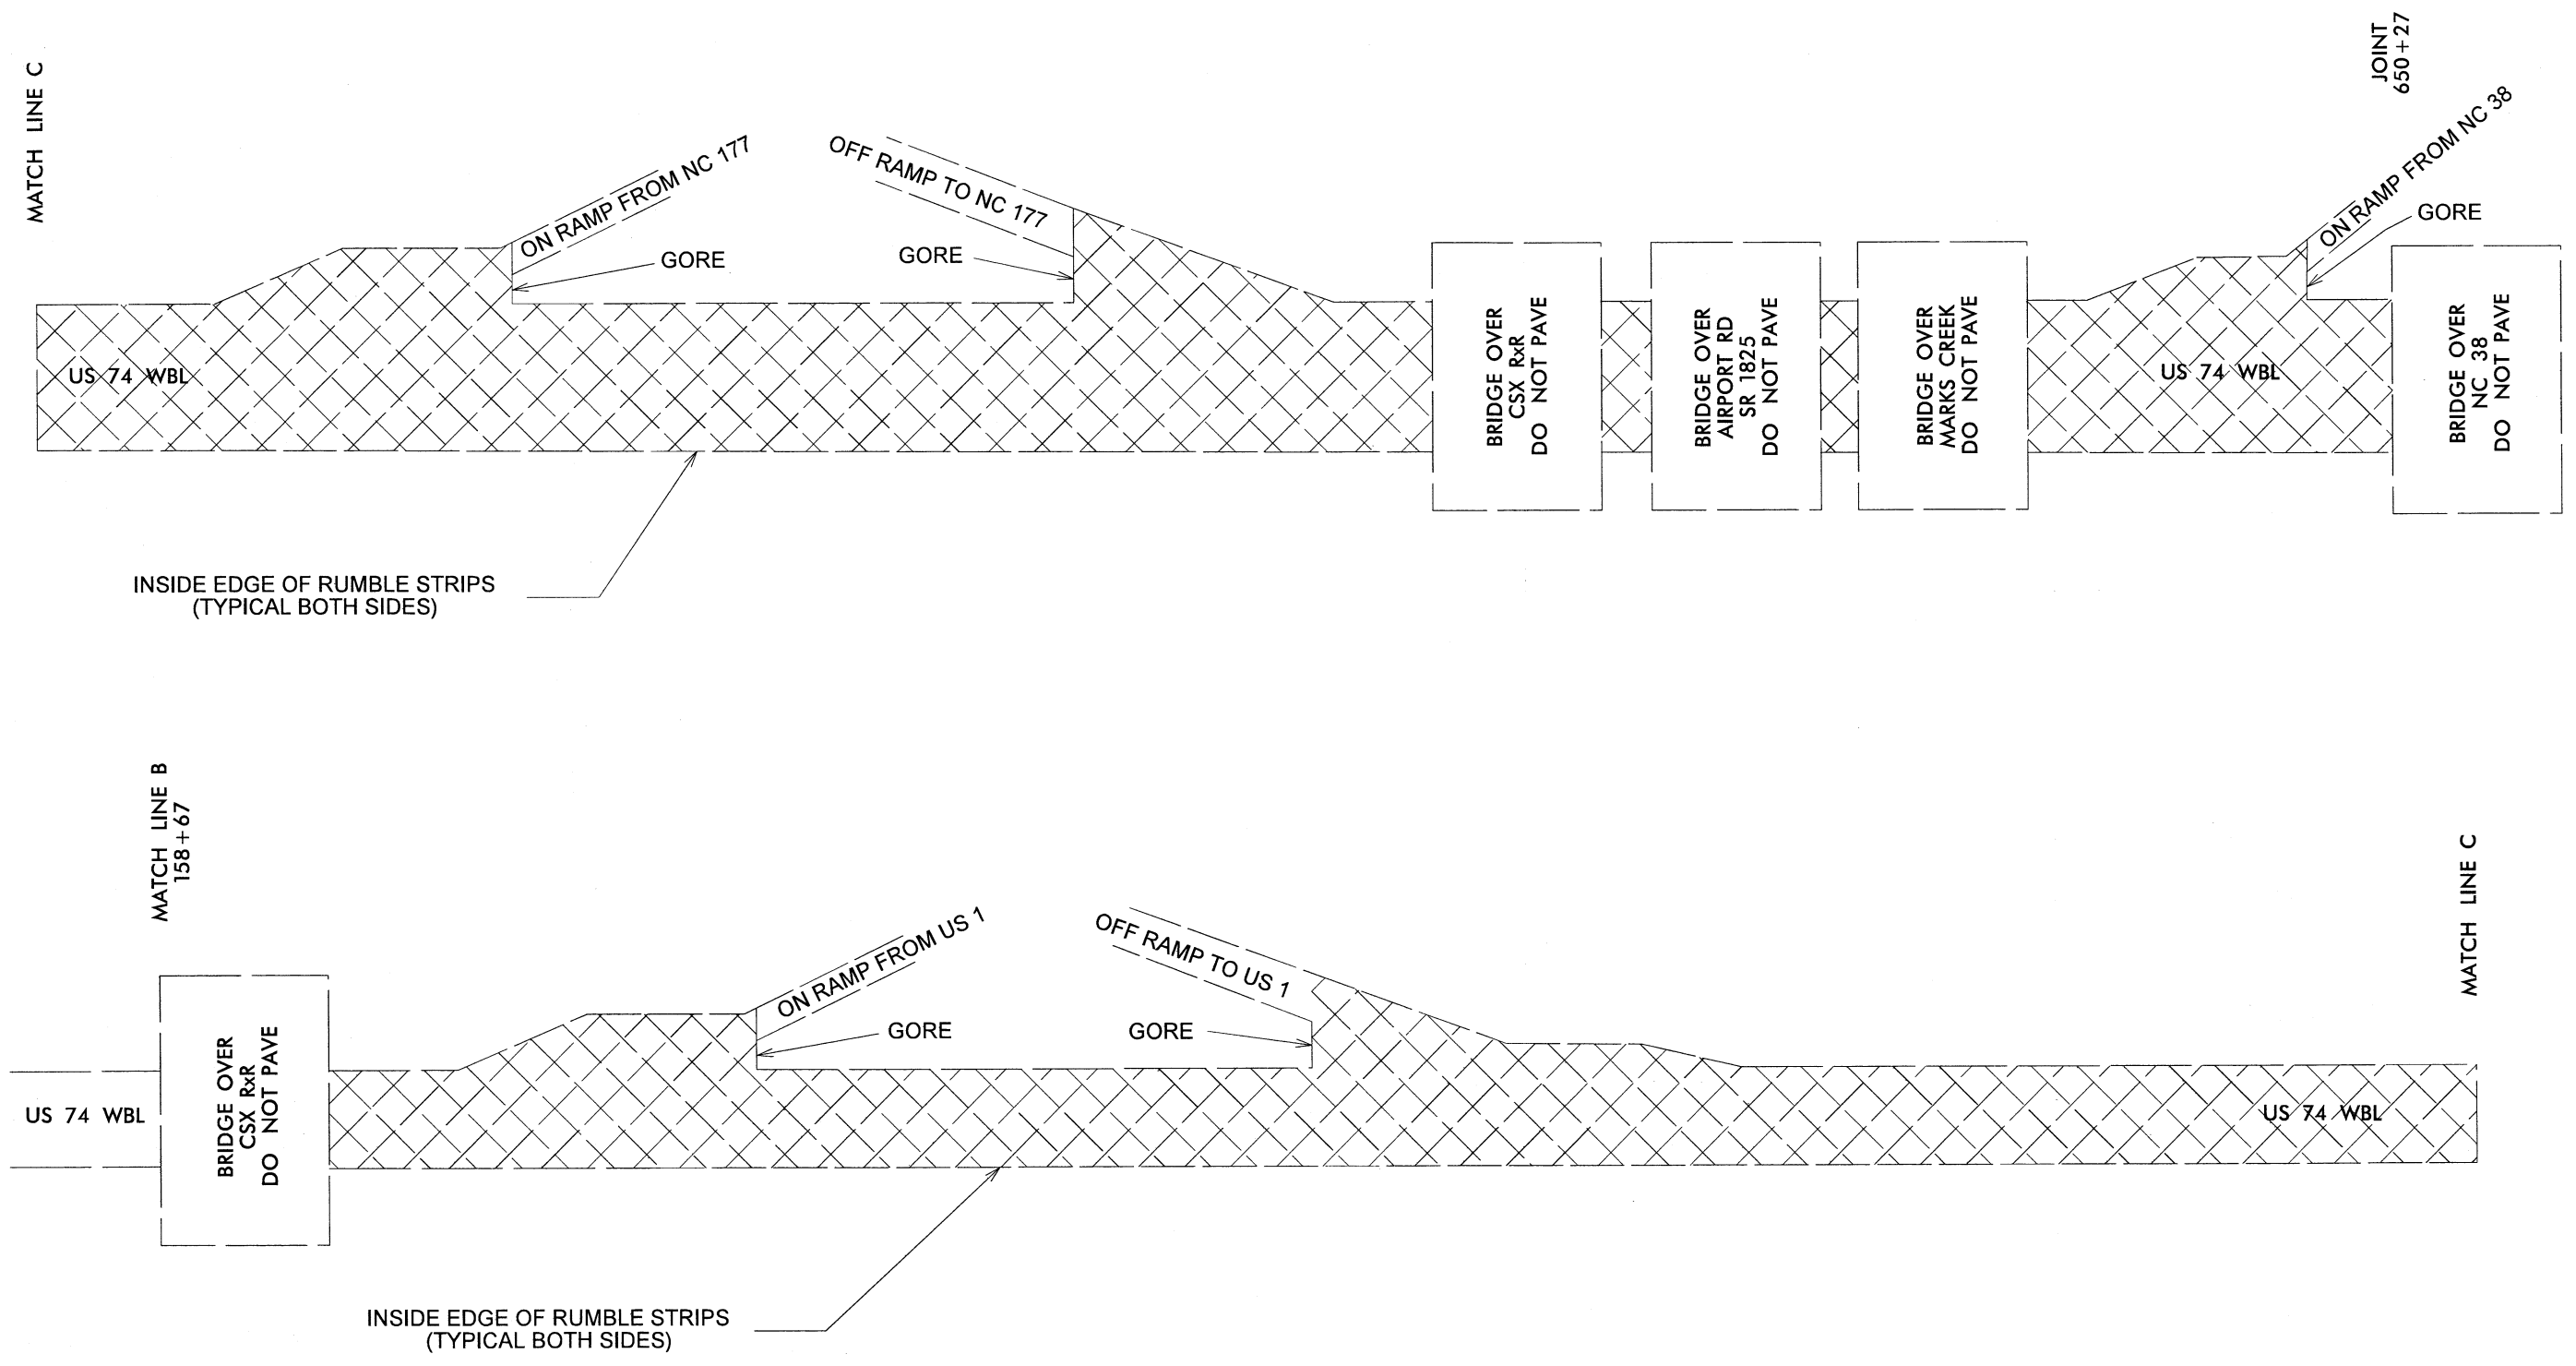 MATCH LINE C
ON RAMP FROM NC 177
OFF RAMP TO NC 177
GORE
GORE
JOINT
650+27
ON RAMP FROM NC 38
GORE
US 74 WBL
BRIDGE OVER
CSX RxR
DO NOT PAVE
BRIDGE OVER
AIRPORT RD
SR 1825
DO NOT PAVE
BRIDGE OVER
MARKS CREEK
DO NOT PAVE
US 74 WBL
BRIDGE OVER
NC 38
DO NOT PAVE
INSIDE EDGE OF RUMBLE STRIPS
(TYPICAL BOTH SIDES)
MATCH LINE B
158+67
ON RAMP FROM US 1
OFF RAMP TO US 1
GORE
GORE
MATCH LINE C
US 74 WBL
BRIDGE OVER
CSX RxR
DO NOT PAVE
US 74 WBL
INSIDE EDGE OF RUMBLE STRIPS
(TYPICAL BOTH SIDES)